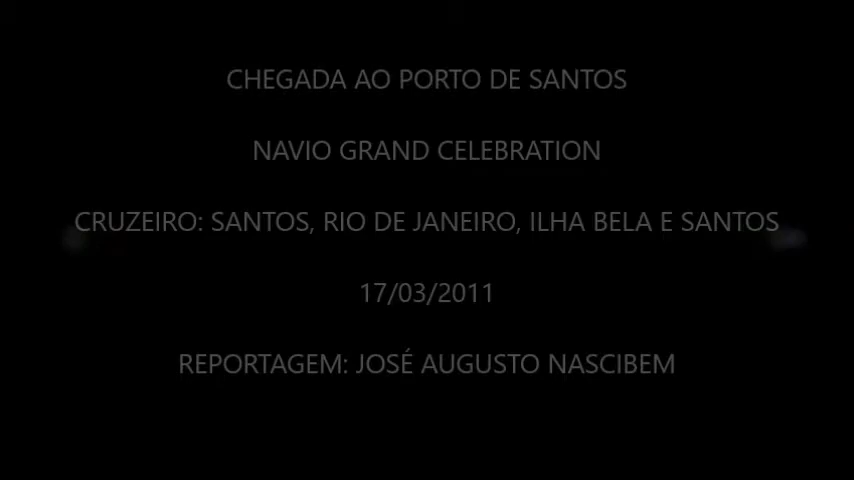 CHEGADA AO PORTO DE SANTOS
NAVIO GRAND CELEBRATION
CRUZEIRO: SANTOS, RIO DE JANEIRO, ILHA BELA E SANTOS
17/03/2011
REPORTAGEM: JOSÉ AUGUSTO NASCIBEM